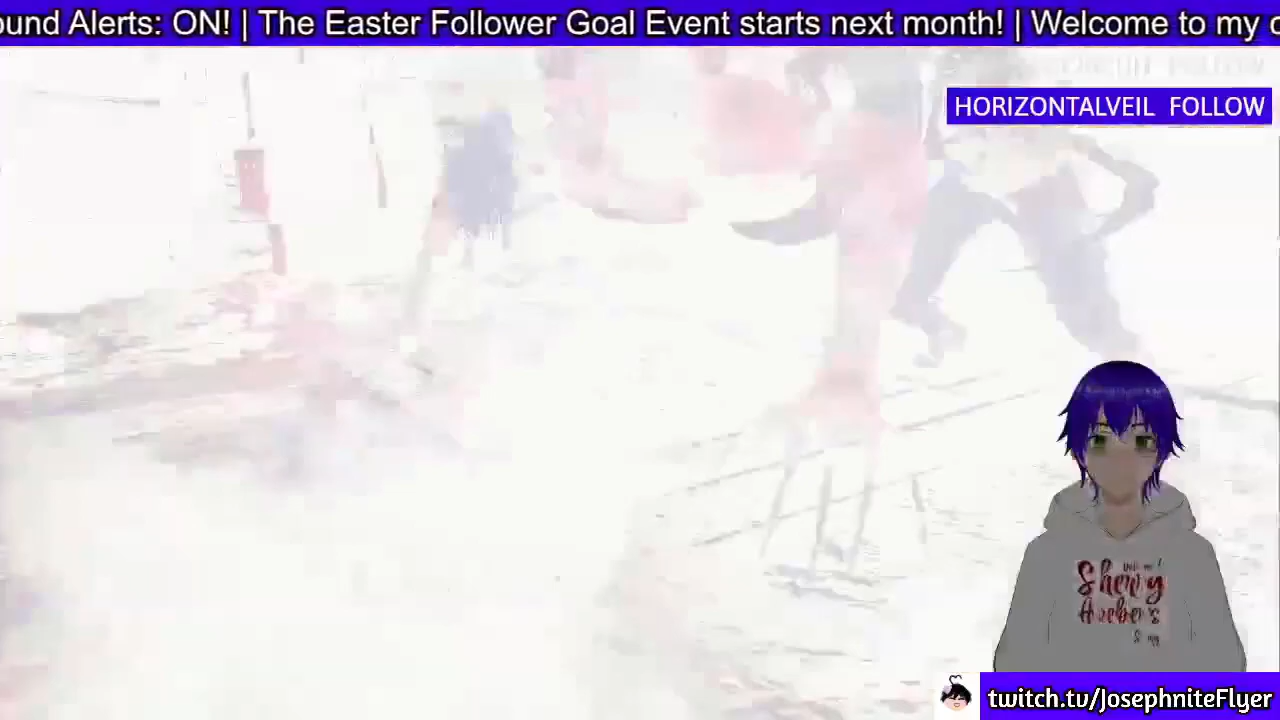 ound Alerts: ON! | The Easter Follower Goal Event starts next month! | Welcome to my c
HORIZONTALVEIL FOLLOW
Sherry
twitch.tv/JosephniteFlyer